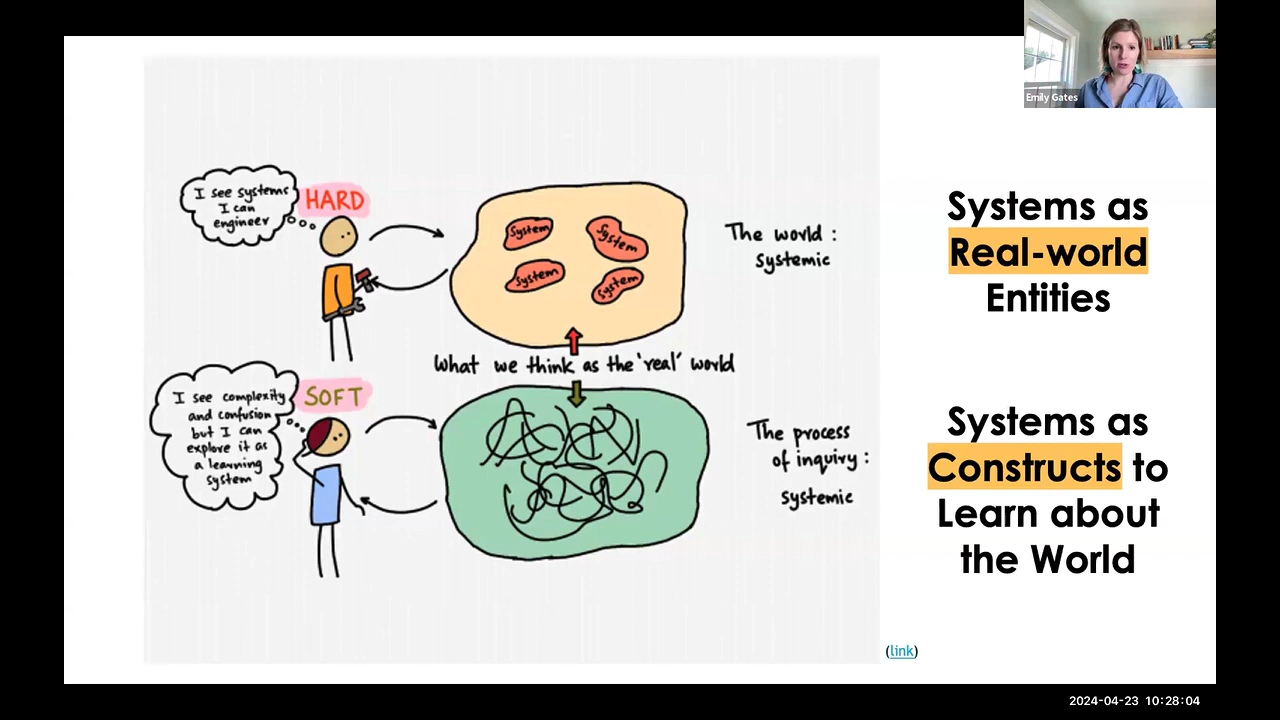 Emily Gates
I see systems
I can
engineer
HARD
System
System
System
System
The world :
systemic
What we think as the 'real' world
I see complexity
and confusion
but I can
explore it as
a learning
system
SOFT
The process
of inquiry :
systemic
Systems as
Real-world
Entities
Systems as
Constructs to
Learn about
the World
(link)
2024-04-23 10:28:04